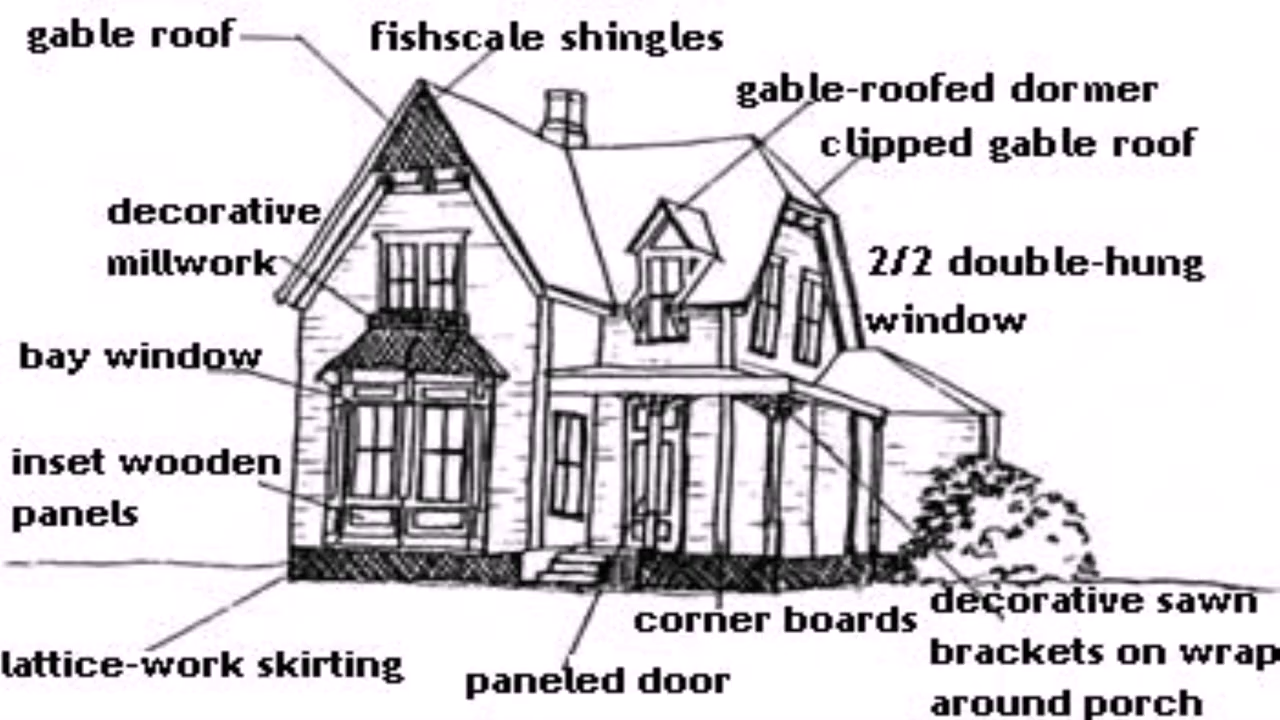 gable roof
fishscale shingles
gable-roofed dormer
clipped gable roof
decorative
millwork
2/2 double-hung
window
bay window
inset wooden
panels
decorative sawn
brackets on wrap
around porch
corner boards
lattice-work skirting
paneled door